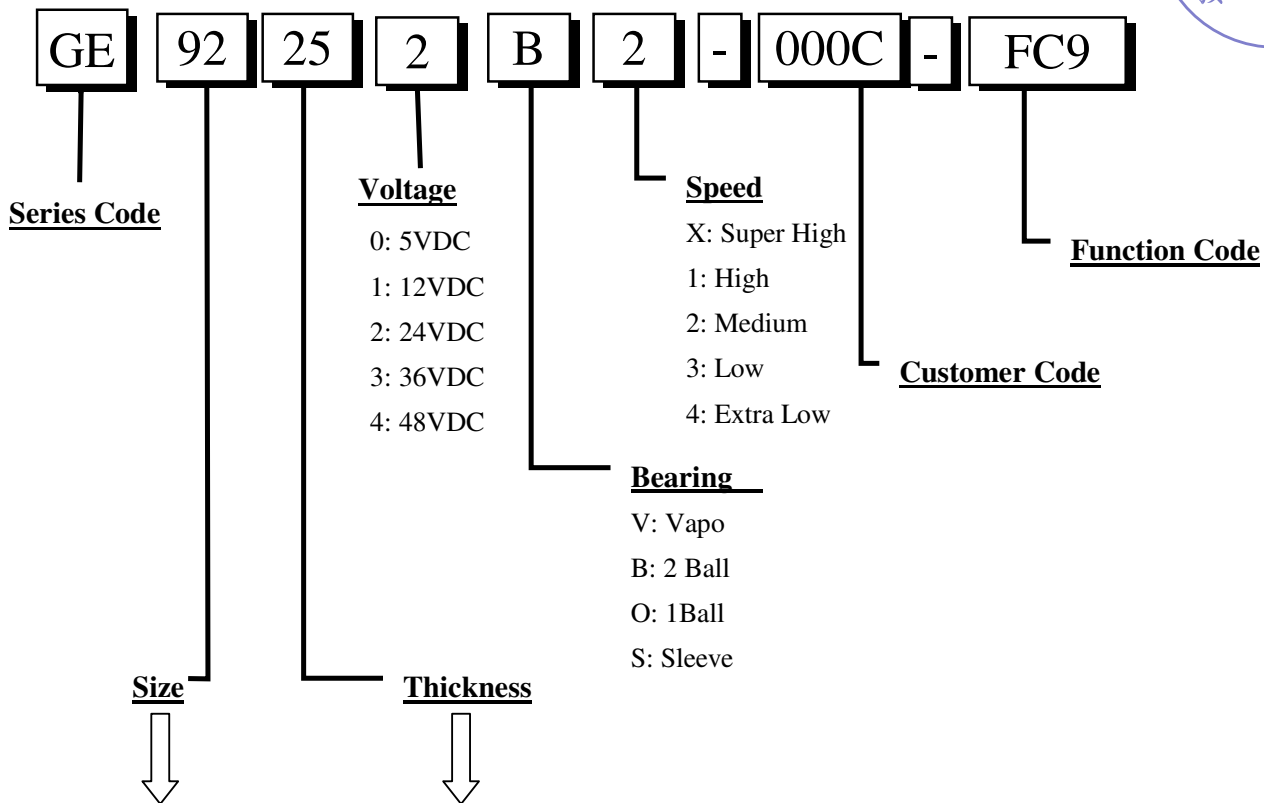 GE 92 25 2 B 2 - 000C - FC9
Series Code
Voltage
0: 5VDC
1: 12VDC
2: 24VDC
3: 36VDC
4: 48VDC
Speed
X: Super High
1: High
2: Medium
3: Low
4: Extra Low
Function Code
Customer Code
Bearing
V: Vapo
B: 2 Ball
O: 1Ball
S: Sleeve
Size
Thickness